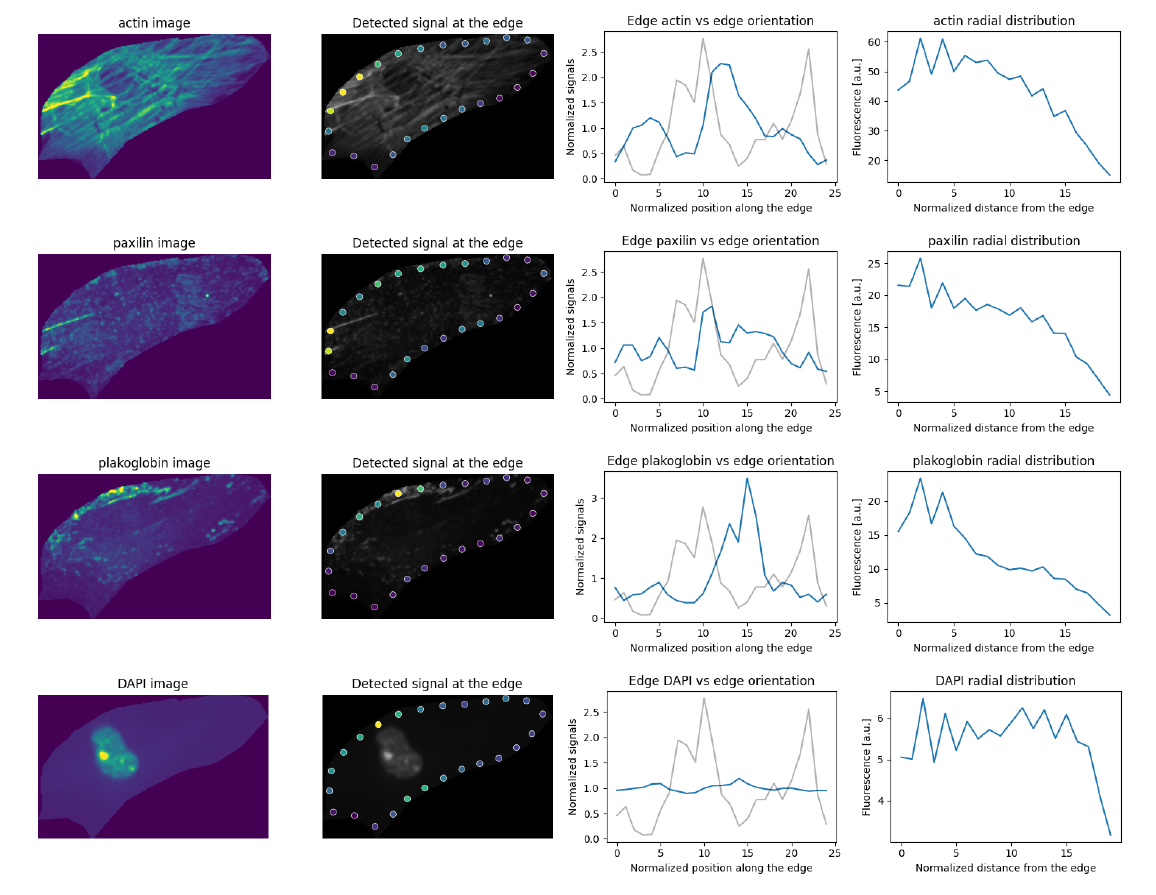 actin image
Detected signal at the edge
Edge actin vs edge orientation
actin radial distribution
Normalized signals
2.5
2.0
1.5
1.0
0.5
0.0
0 5 10 15 20 25
Normalized position along the edge
Fluorescence [a.u.]
60
50
40
30
20
0 5 10 15
Normalized distance from the edge
paxilin image
Detected signal at the edge
Edge paxilin vs edge orientation
paxilin radial distribution
Normalized signals
2.5
2.0
1.5
1.0
0.5
0.0
0 5 10 15 20 25
Normalized position along the edge
Fluorescence [a.u.]
25
20
15
10
5
0 5 10 15
Normalized distance from the edge
plakoglobin image
Detected signal at the edge
Edge plakoglobin vs edge orientation
plakoglobin radial distribution
Normalized signals
3
2
1
0
0 5 10 15 20 25
Normalized position along the edge
Fluorescence [a.u.]
20
15
10
5
0 5 10 15
Normalized distance from the edge
DAPI image
Detected signal at the edge
Edge DAPI vs edge orientation
DAPI radial distribution
Normalized signals
2.5
2.0
1.5
1.0
0.5
0.0
0 5 10 15 20 25
Normalized position along the edge
Fluorescence [a.u.]
6
5
4
0 5 10 15
Normalized distance from the edge